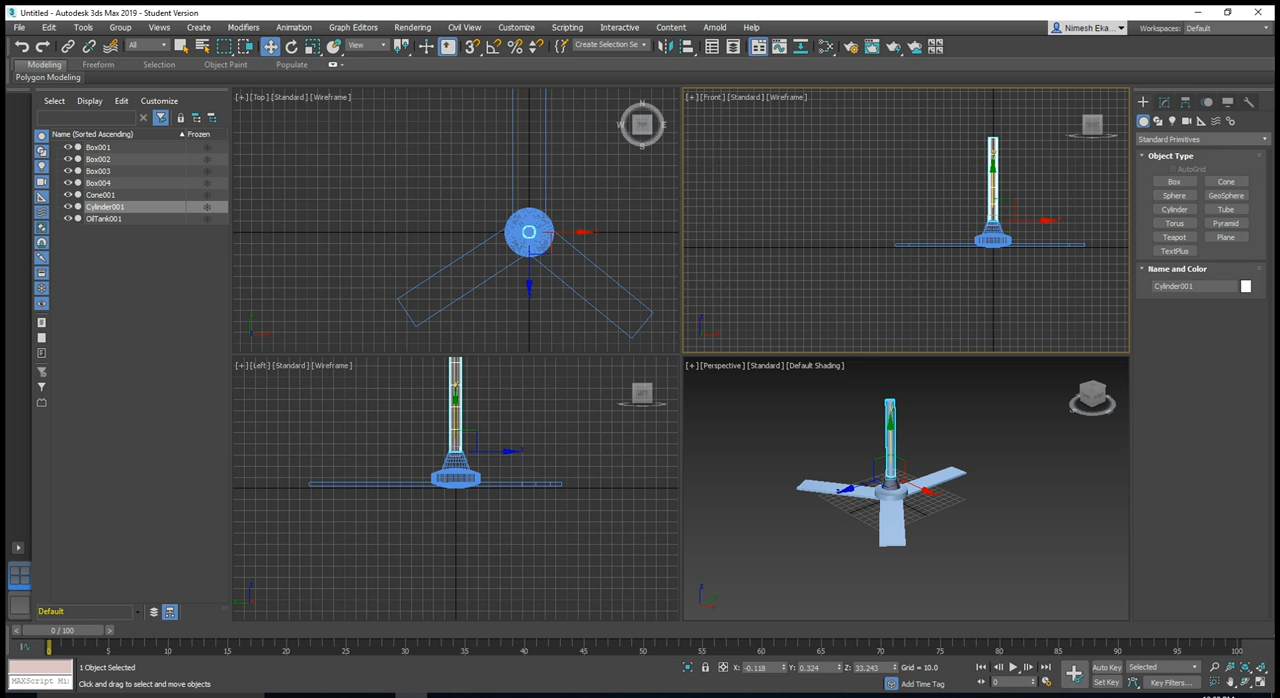 Untitled - Autodesk 3ds Max 2019 - Student Version
File Edit Tools Group Views Create Modifiers Animation Graph Editors Rendering Civil View Customize Scripting Interactive Content Arnold Help
Nimesh Eka... Workspaces: Default
All View Create Selection Se
Modeling Freeform Selection Object Paint Populate
Polygon Modeling
Select Display Edit Customize
Name (Sorted Ascending) Frozen
Box001
Box002
Box003
Box004
Cone001
Cylinder001
OilTank001
Default
[+] [Top] [Standard] [Wireframe]
N
W TOP E
S
[+] [Front] [Standard] [Wireframe]
[+] [Left] [Standard] [Wireframe]
[+] [Perspective] [Standard] [Default Shading]
Standard Primitives
Object Type
AutoGrid
Box Cone
Sphere GeoSphere
Cylinder Tube
Torus Pyramid
Teapot Plane
TextPlus
Name and Color
Cylinder001
0 / 100
0 5 10 15 20 25 30 35 40 45 50 55 60 65 70 75 80 85 90 95 100
1 Object Selected
MAXScript Mi:
Click and drag to select and move objects
X: -0.118 Y: 0.324 Z: 33.243 Grid = 10.0
Add Time Tag
0
Auto Key Selected
Set Key Key Filters...